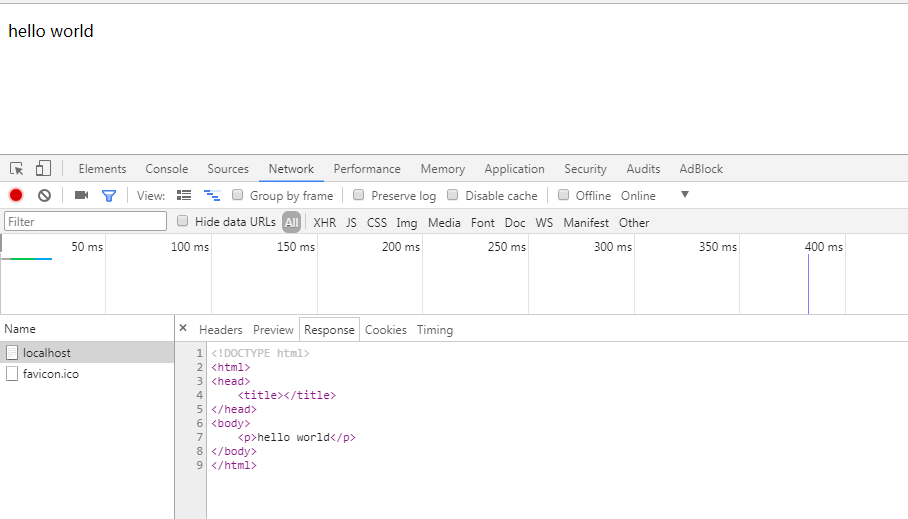 hello world
Elements Console Sources Network Performance Memory Application Security Audits AdBlock
View: Group by frame Preserve log Disable cache Offline Online ▼
Filter Hide data URLs All XHR JS CSS Img Media Font Doc WS Manifest Other
50 ms 100 ms 150 ms 200 ms 250 ms 300 ms 350 ms 400 ms
Name × Headers Preview Response Cookies Timing
localhost
favicon.ico
1 <!DOCTYPE html>
2 <html>
3 <head>
4     <title></title>
5 </head>
6 <body>
7     <p>hello world</p>
8 </body>
9 </html>